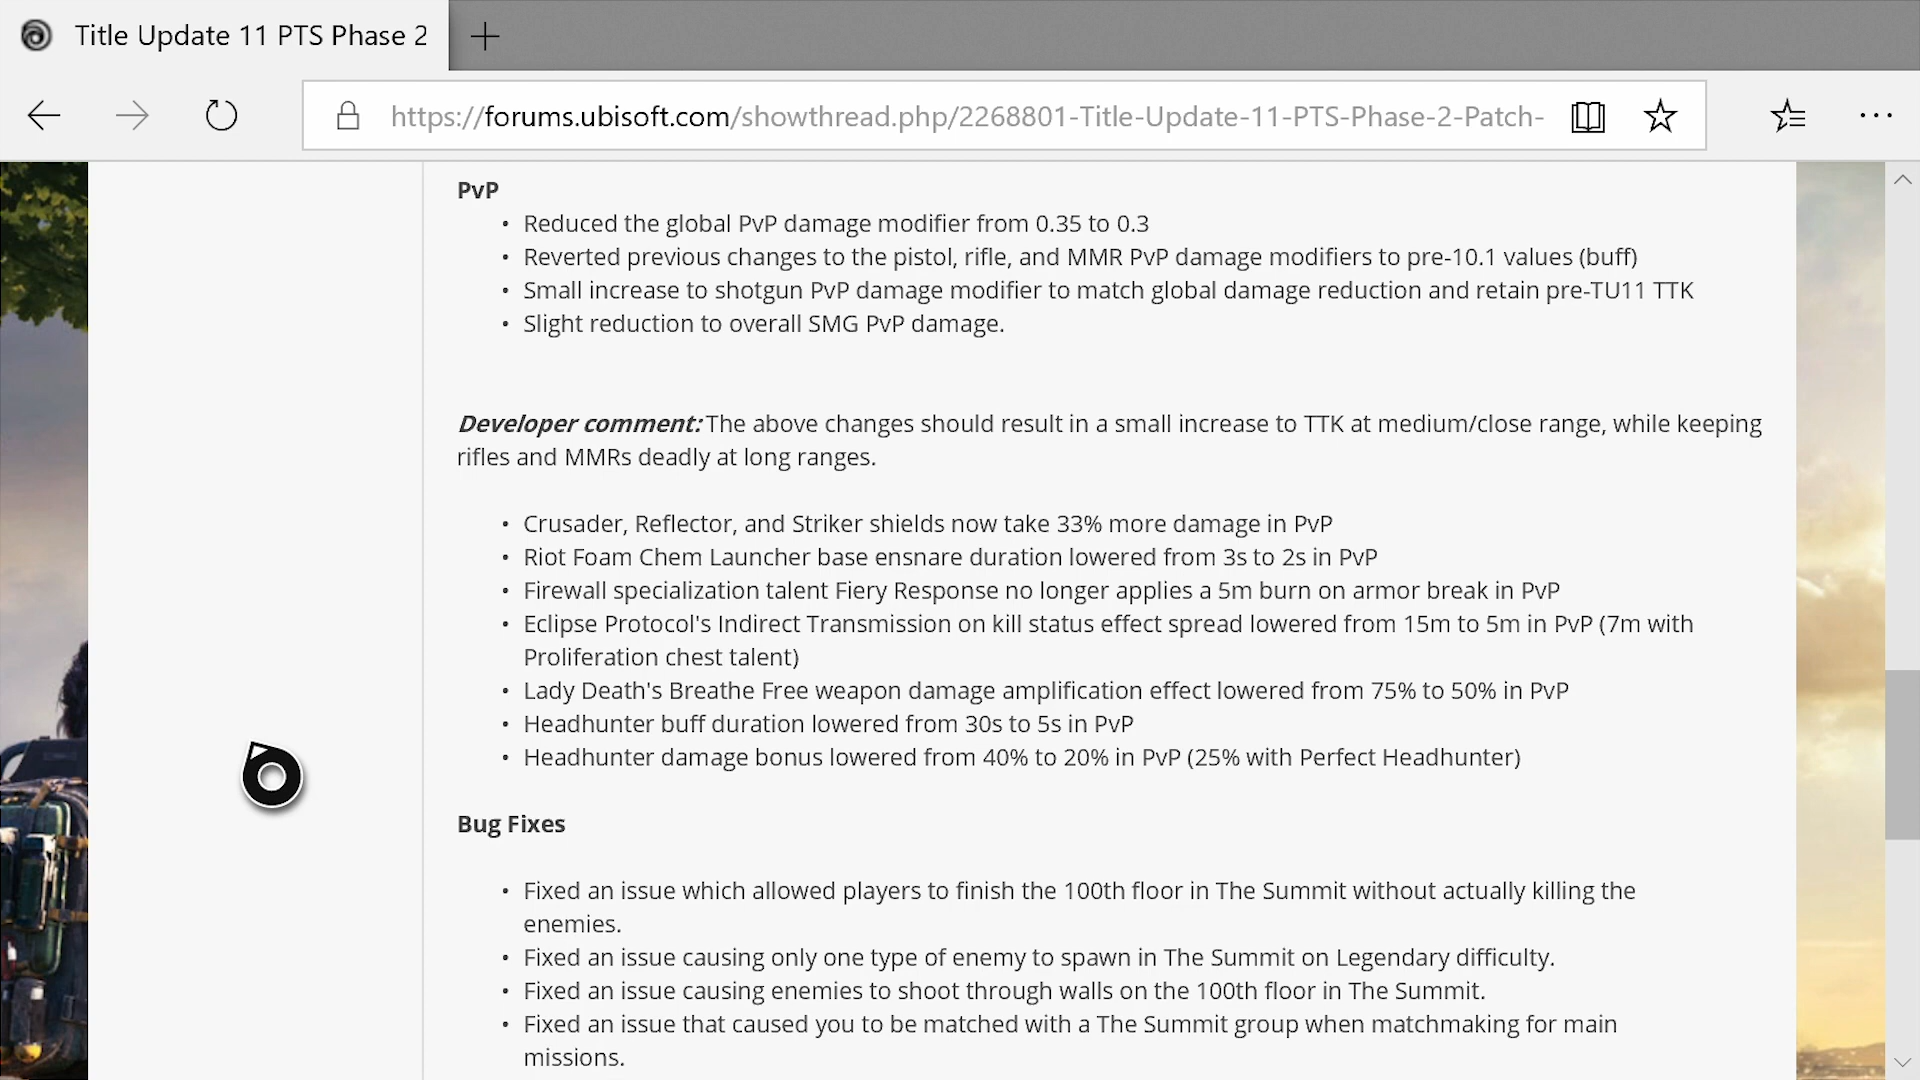 Title Update 11 PTS Phase 2
https://forums.ubisoft.com/showthread.php/2268801-Title-Update-11-PTS-Phase-2-Patch-
PvP
• Reduced the global PvP damage modifier from 0.35 to 0.3
• Reverted previous changes to the pistol, rifle, and MMR PvP damage modifiers to pre-10.1 values (buff)
• Small increase to shotgun PvP damage modifier to match global damage reduction and retain pre-TU11 TTK
• Slight reduction to overall SMG PvP damage.
Developer comment:The above changes should result in a small increase to TTK at medium/close range, while keeping
rifles and MMRs deadly at long ranges.
• Crusader, Reflector, and Striker shields now take 33% more damage in PvP
• Riot Foam Chem Launcher base ensnare duration lowered from 3s to 2s in PvP
• Firewall specialization talent Fiery Response no longer applies a 5m burn on armor break in PvP
• Eclipse Protocol's Indirect Transmission on kill status effect spread lowered from 15m to 5m in PvP (7m with
Proliferation chest talent)
• Lady Death's Breathe Free weapon damage amplification effect lowered from 75% to 50% in PvP
• Headhunter buff duration lowered from 30s to 5s in PvP
• Headhunter damage bonus lowered from 40% to 20% in PvP (25% with Perfect Headhunter)
Bug Fixes
• Fixed an issue which allowed players to finish the 100th floor in The Summit without actually killing the
enemies.
• Fixed an issue causing only one type of enemy to spawn in The Summit on Legendary difficulty.
• Fixed an issue causing enemies to shoot through walls on the 100th floor in The Summit.
• Fixed an issue that caused you to be matched with a The Summit group when matchmaking for main
missions.